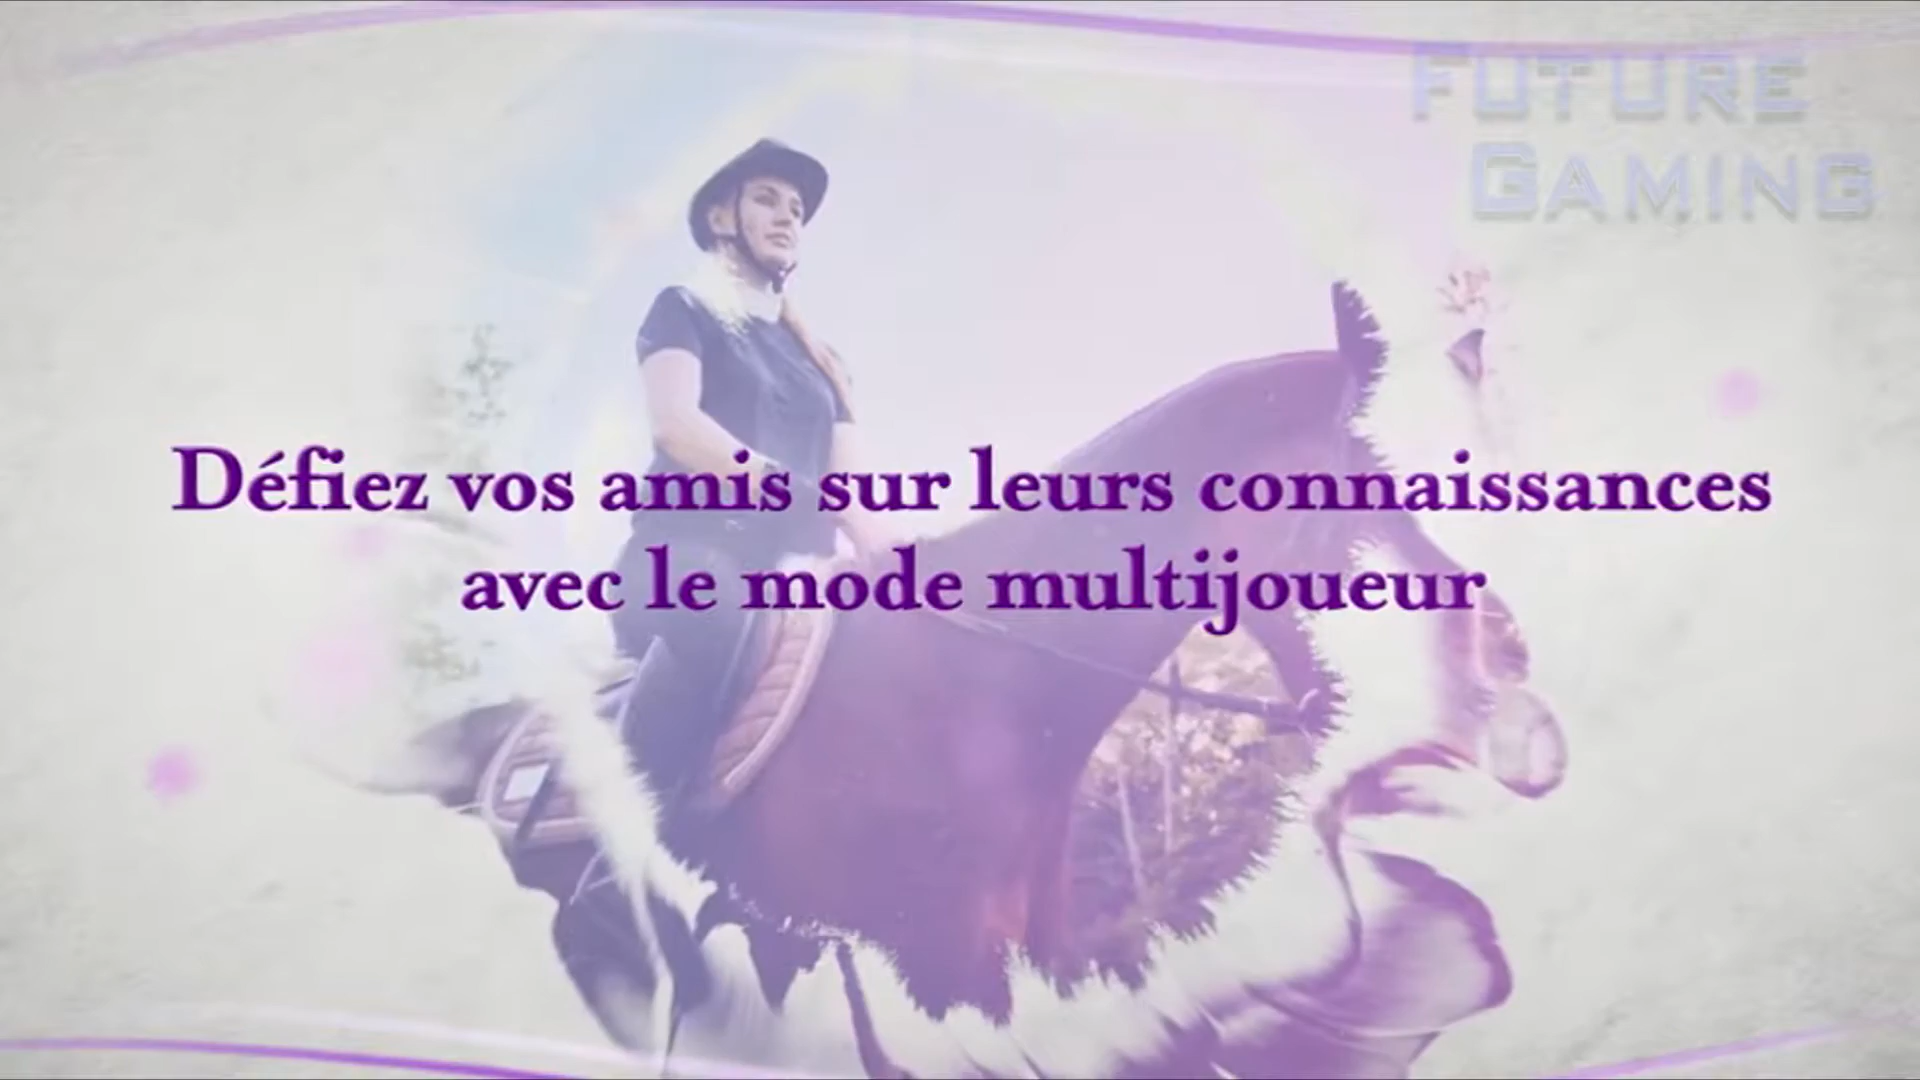 FUTURE
GAMING
Défiez vos amis sur leurs connaissances
avec le mode multijoueur